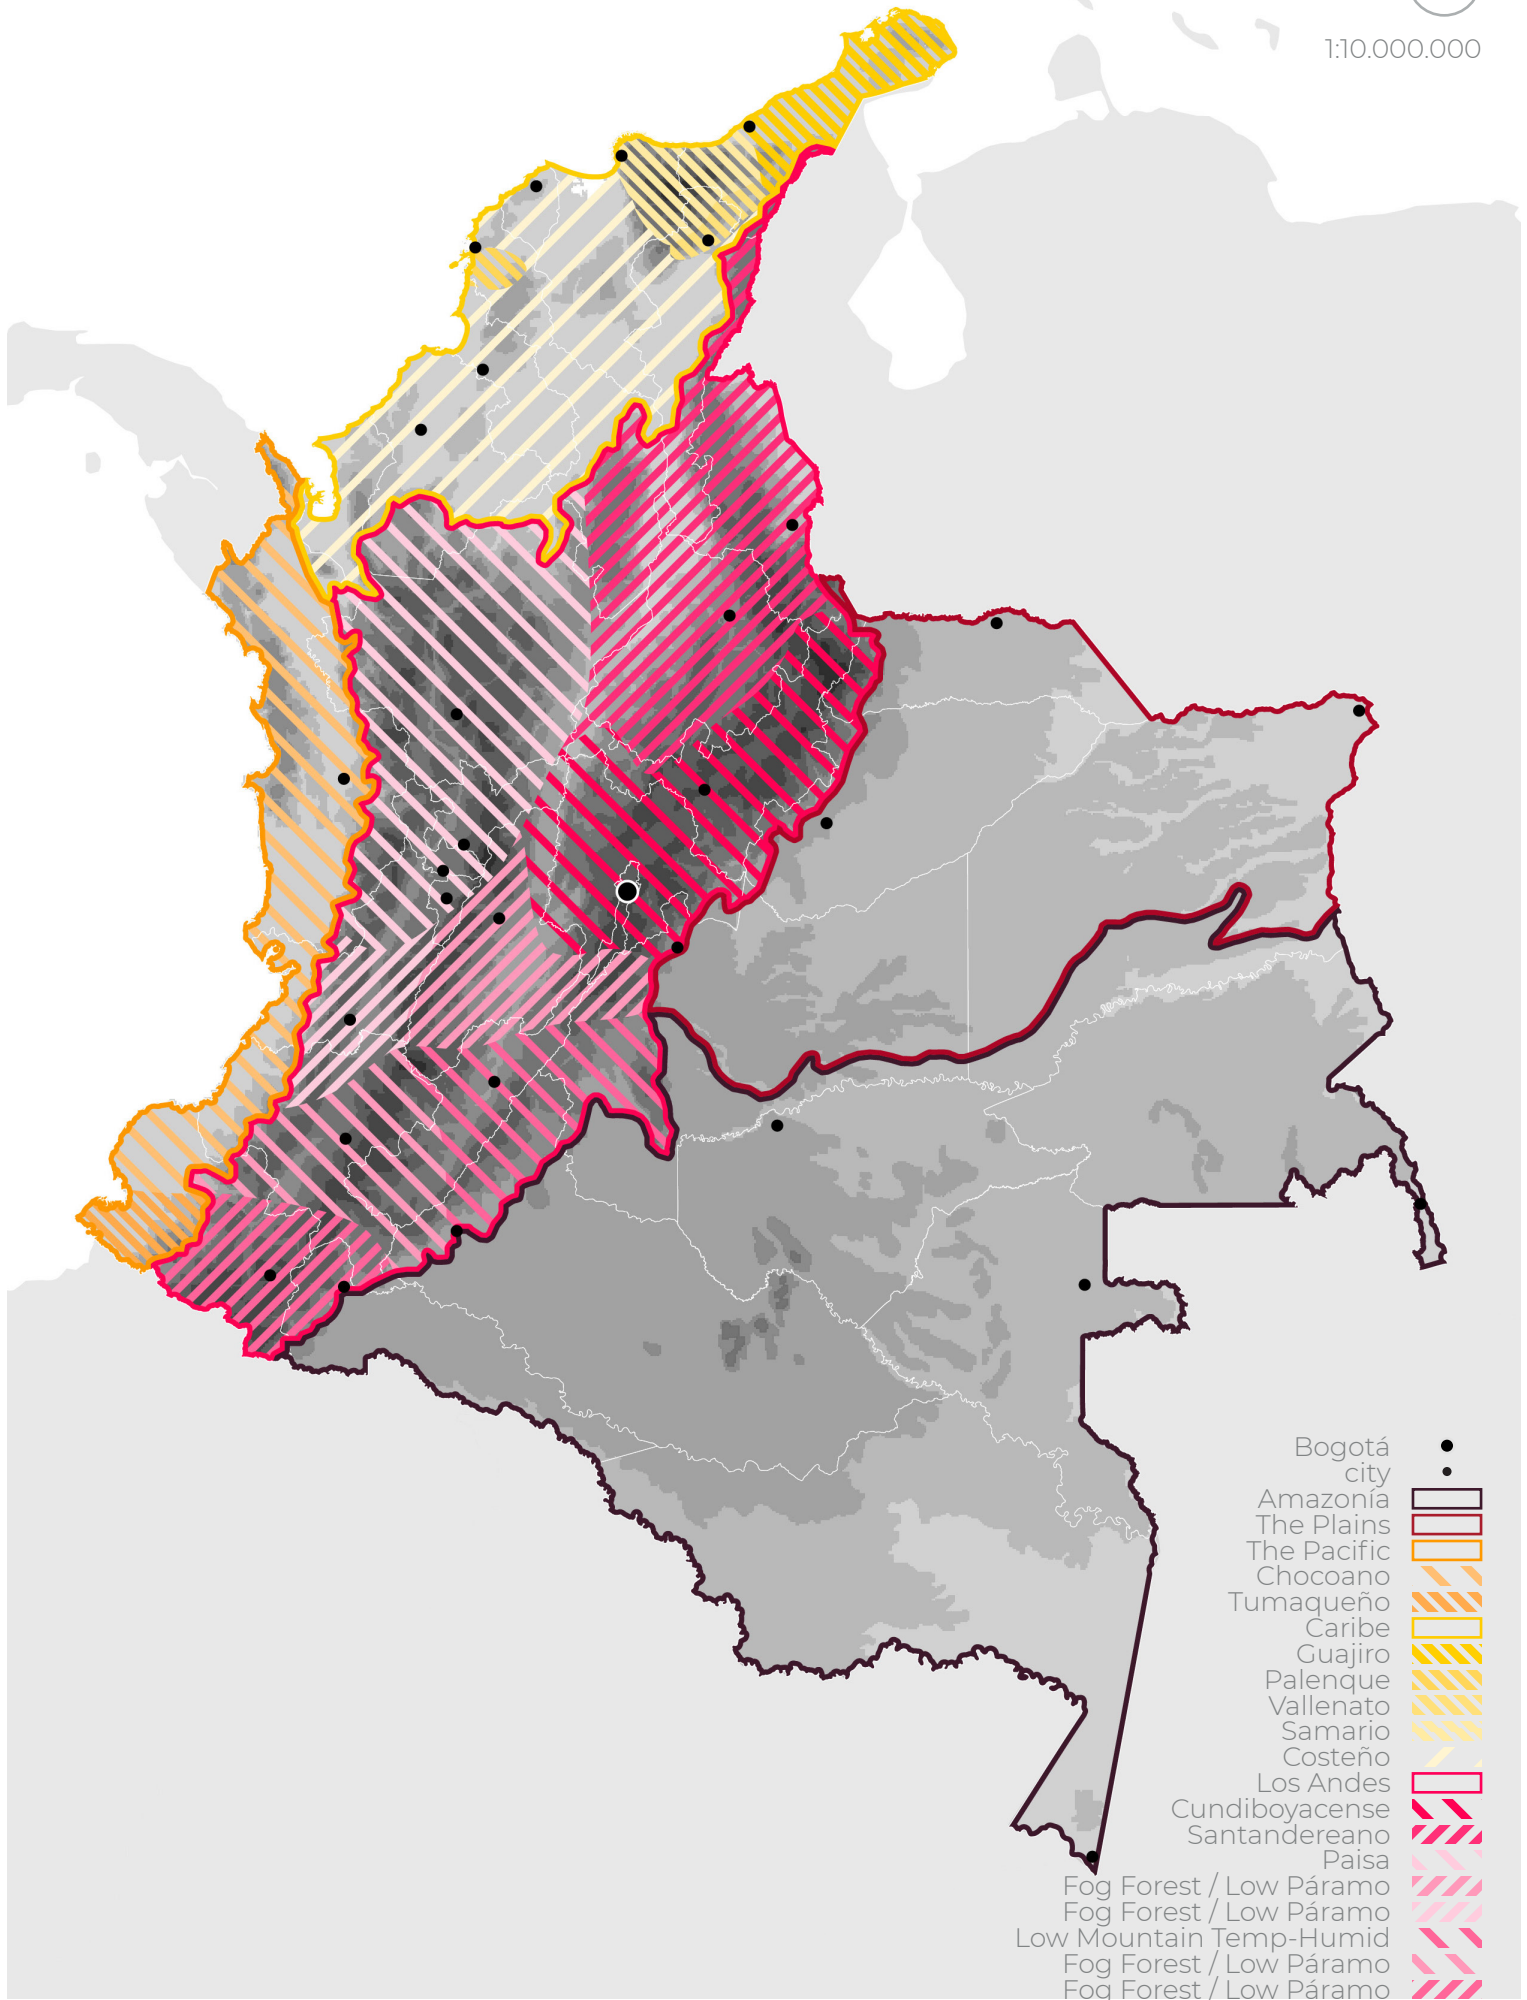 1:10.000.000
Bogotá
city
Amazonía
The Plains
The Pacific
Chocoano
Tumaqueño
Caribe
Guajiro
Palenque
Vallenato
Samario
Costeño
Los Andes
Cundiboyacense
Santandereano
Paisa
Fog Forest / Low Páramo
Fog Forest / Low Páramo
Low Mountain Temp-Humid
Fog Forest / Low Páramo
Fog Forest / Low Páramo